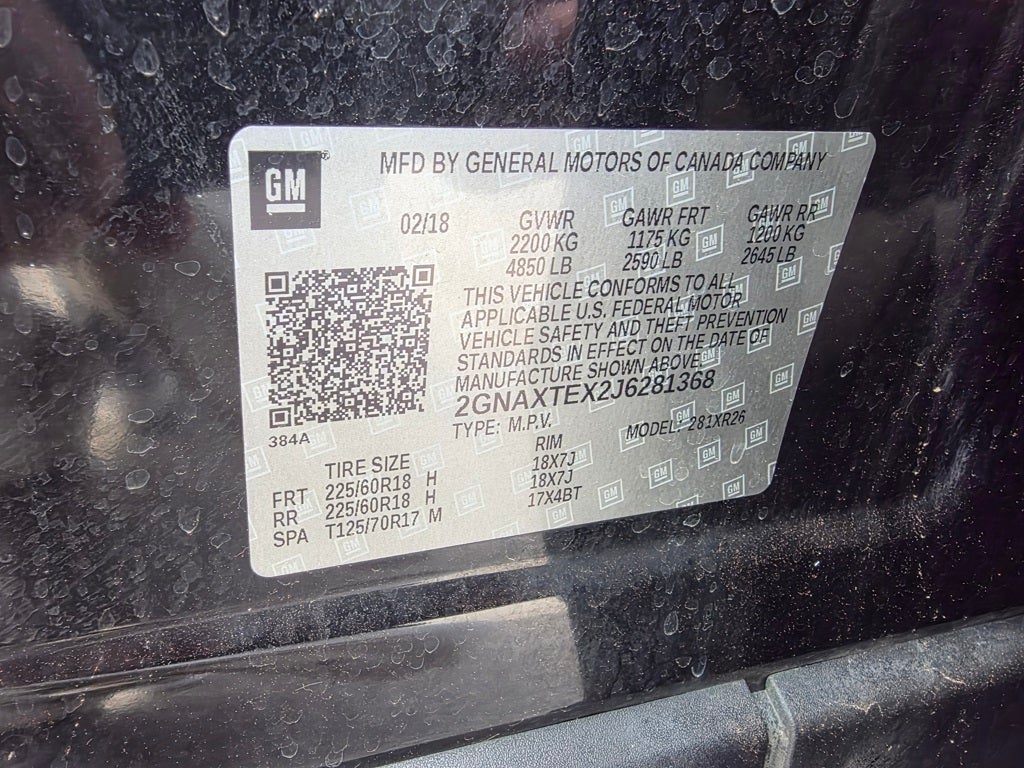 GM
MFD BY GENERAL MOTORS OF CANADA COMPANY
02/18 GVWR GAWR FRT GAWR RR
2200 KG 1175 KG 1200 KG
4850 LB 2590 LB 2645 LB
THIS VEHICLE CONFORMS TO ALL
APPLICABLE U.S. FEDERAL MOTOR
VEHICLE SAFETY AND THEFT PREVENTION
STANDARDS IN EFFECT ON THE DATE OF
MANUFACTURE SHOWN ABOVE.
2GNAXTEX2J6281368
384A
TYPE: M.P.V. MODEL: 281XR26
TIRE SIZE RIM
FRT 225/60R18 H 18X7J
RR 225/60R18 H 18X7J
SPA T125/70R17 M 17X4BT